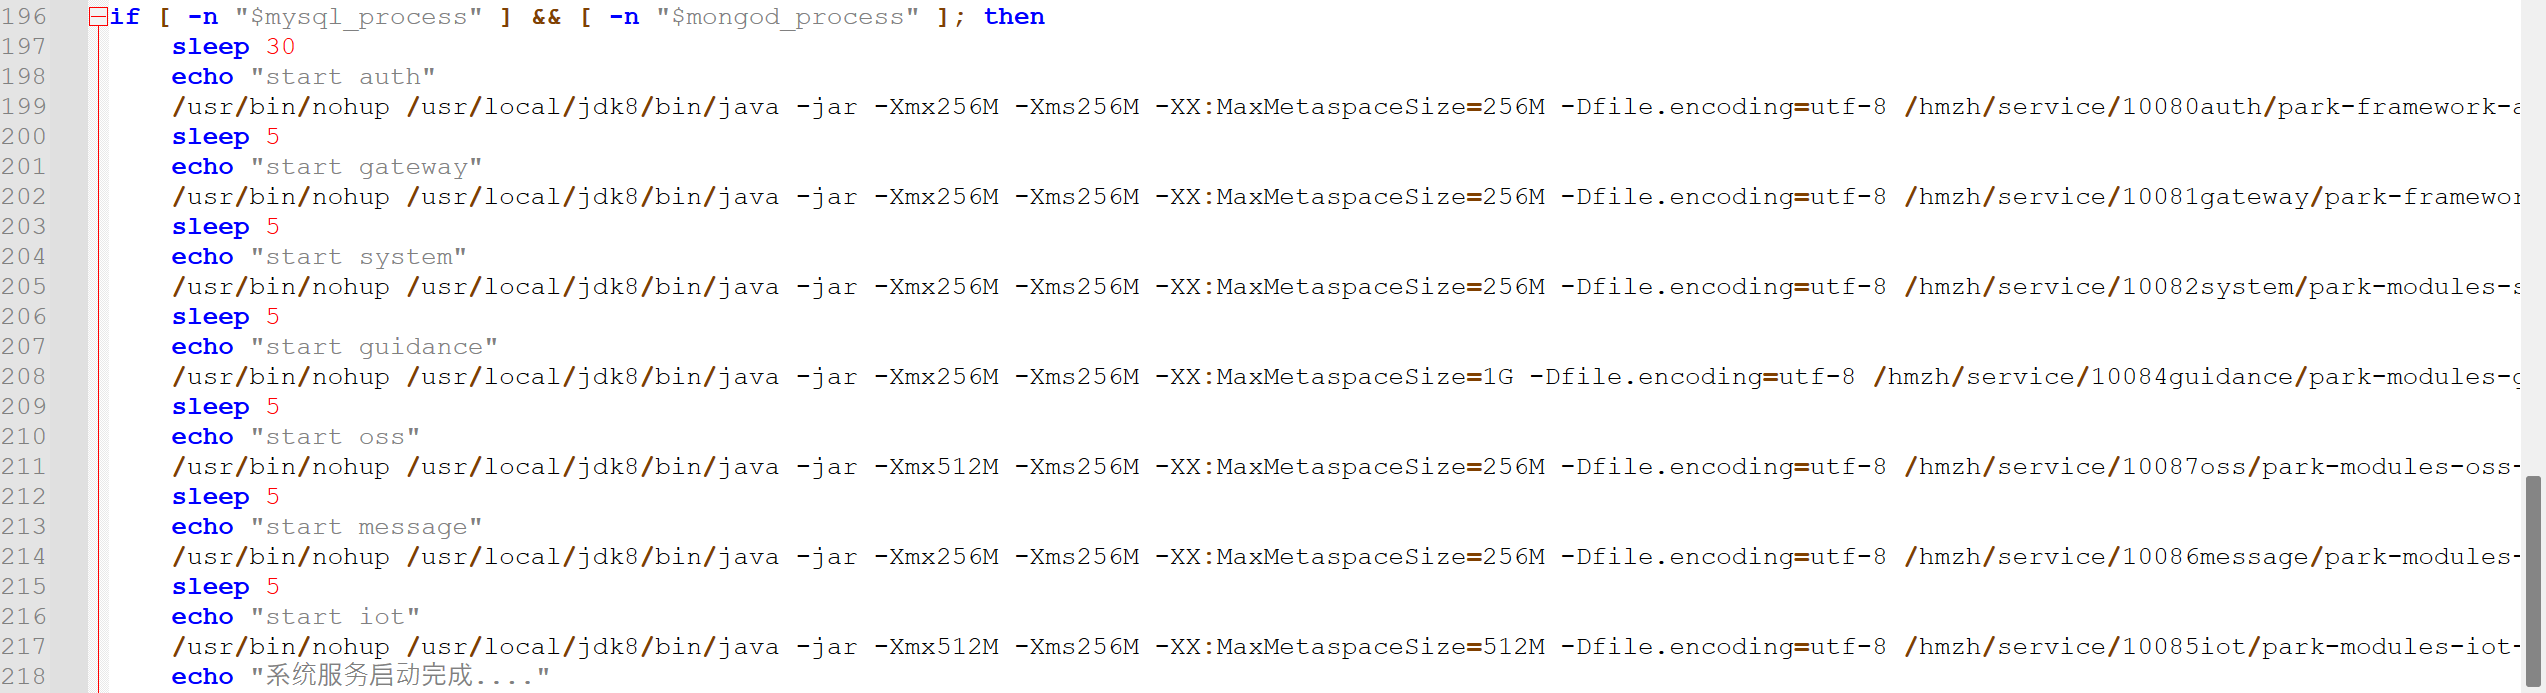 196 if [ -n "$mysql_process" ] && [ -n "$mongod_process" ]; then
197 sleep 30
198 echo "start auth"
199 /usr/bin/nohup /usr/local/jdk8/bin/java -jar -Xmx256M -Xms256M -XX:MaxMetaspaceSize=256M -Dfile.encoding=utf-8 /hmzh/service/10080auth/park-framework-a
200 sleep 5
201 echo "start gateway"
202 /usr/bin/nohup /usr/local/jdk8/bin/java -jar -Xmx256M -Xms256M -XX:MaxMetaspaceSize=256M -Dfile.encoding=utf-8 /hmzh/service/10081gateway/park-framewor
203 sleep 5
204 echo "start system"
205 /usr/bin/nohup /usr/local/jdk8/bin/java -jar -Xmx256M -Xms256M -XX:MaxMetaspaceSize=256M -Dfile.encoding=utf-8 /hmzh/service/10082system/park-modules-s
206 sleep 5
207 echo "start guidance"
208 /usr/bin/nohup /usr/local/jdk8/bin/java -jar -Xmx256M -Xms256M -XX:MaxMetaspaceSize=1G -Dfile.encoding=utf-8 /hmzh/service/10084guidance/park-modules-g
209 sleep 5
210 echo "start oss"
211 /usr/bin/nohup /usr/local/jdk8/bin/java -jar -Xmx512M -Xms256M -XX:MaxMetaspaceSize=256M -Dfile.encoding=utf-8 /hmzh/service/10087oss/park-modules-oss-
212 sleep 5
213 echo "start message"
214 /usr/bin/nohup /usr/local/jdk8/bin/java -jar -Xmx256M -Xms256M -XX:MaxMetaspaceSize=256M -Dfile.encoding=utf-8 /hmzh/service/10086message/park-modules-
215 sleep 5
216 echo "start iot"
217 /usr/bin/nohup /usr/local/jdk8/bin/java -jar -Xmx512M -Xms256M -XX:MaxMetaspaceSize=512M -Dfile.encoding=utf-8 /hmzh/service/10085iot/park-modules-iot-
218 echo "系统服务启动完成...."